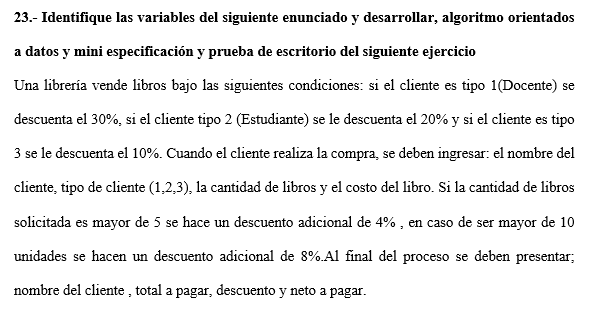 23.- Identifique las variables del siguiente enunciado y desarrollar, algoritmo orientados
a datos y mini especificación y prueba de escritorio del siguiente ejercicio
Una librería vende libros bajo las siguientes condiciones: si el cliente es tipo 1(Docente) se
descuenta el 30%, si el cliente tipo 2 (Estudiante) se le descuenta el 20% y si el cliente es tipo
3 se le descuenta el 10%. Cuando el cliente realiza la compra, se deben ingresar: el nombre del
cliente, tipo de cliente (1,2,3), la cantidad de libros y el costo del libro. Si la cantidad de libros
solicitada es mayor de 5 se hace un descuento adicional de 4% , en caso de ser mayor de 10
unidades se hacen un descuento adicional de 8%.Al final del proceso se deben presentar;
nombre del cliente , total a pagar, descuento y neto a pagar.